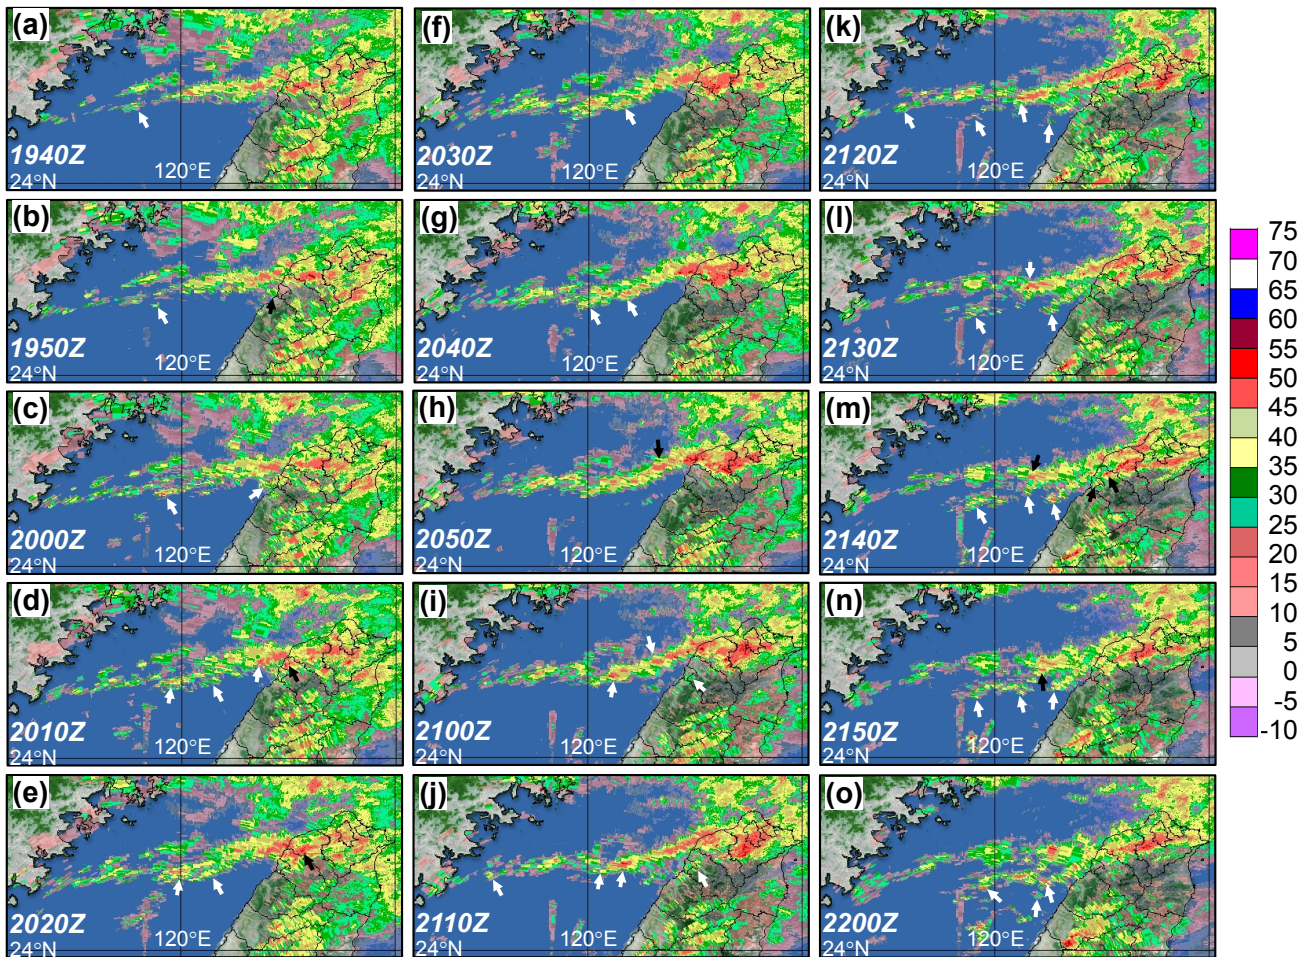 (a)
1940Z
120°E
24°N
(b)
1950Z
120°E
24°N
(c)
2000Z
120°E
24°N
(d)
2010Z
120°E
24°N
(e)
2020Z
120°E
24°N
(f)
2030Z
120°E
24°N
(g)
2040Z
120°E
24°N
(h)
2050Z
120°E
24°N
(i)
2100Z
120°E
24°N
(j)
2110Z
120°E
24°N
(k)
2120Z
120°E
24°N
(l)
2130Z
120°E
24°N
(m)
2140Z
120°E
24°N
(n)
2150Z
120°E
24°N
(o)
2200Z
120°E
24°N
75
70
65
60
55
50
45
40
35
30
25
20
15
10
5
0
-5
-10